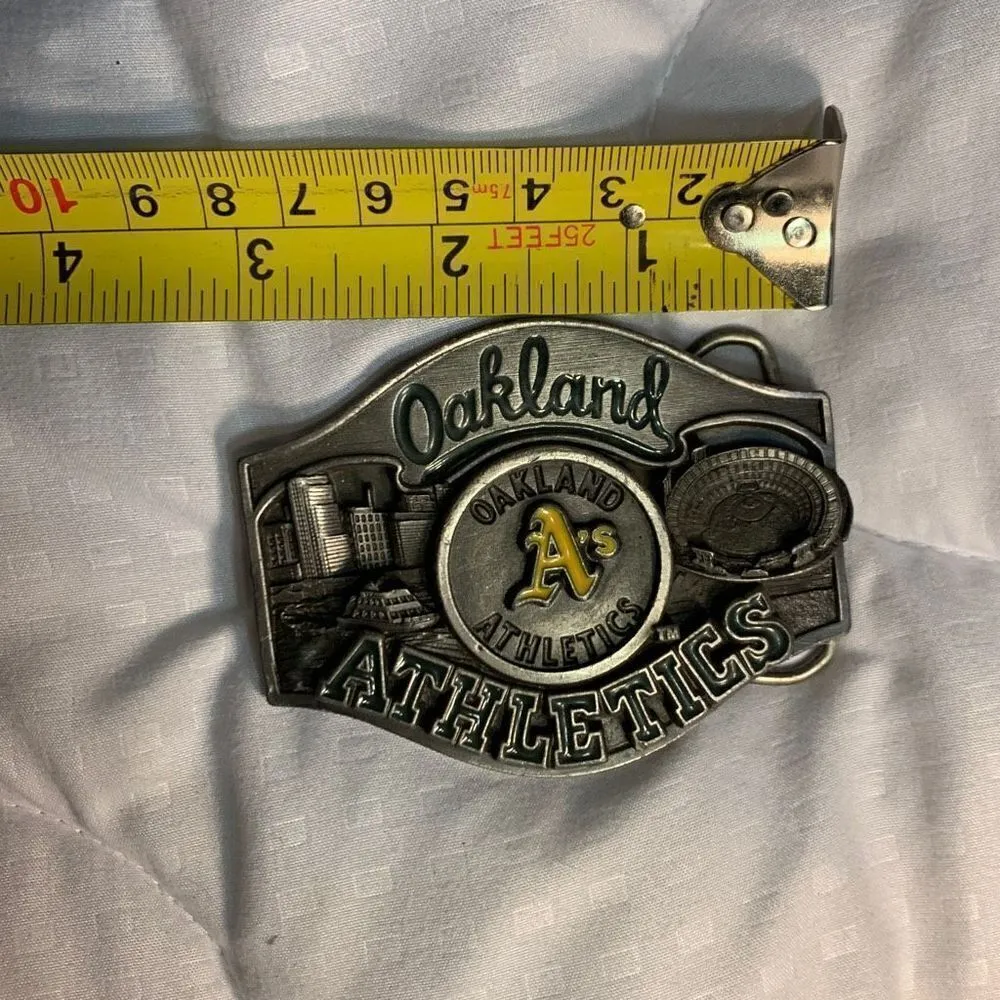 10 9 8 7 6 5 7.5m 4 3 2
4 3 2 25FEET 1
Oakland
OAKLAND
A's
ATHLETICS
TM
ATHLETICS